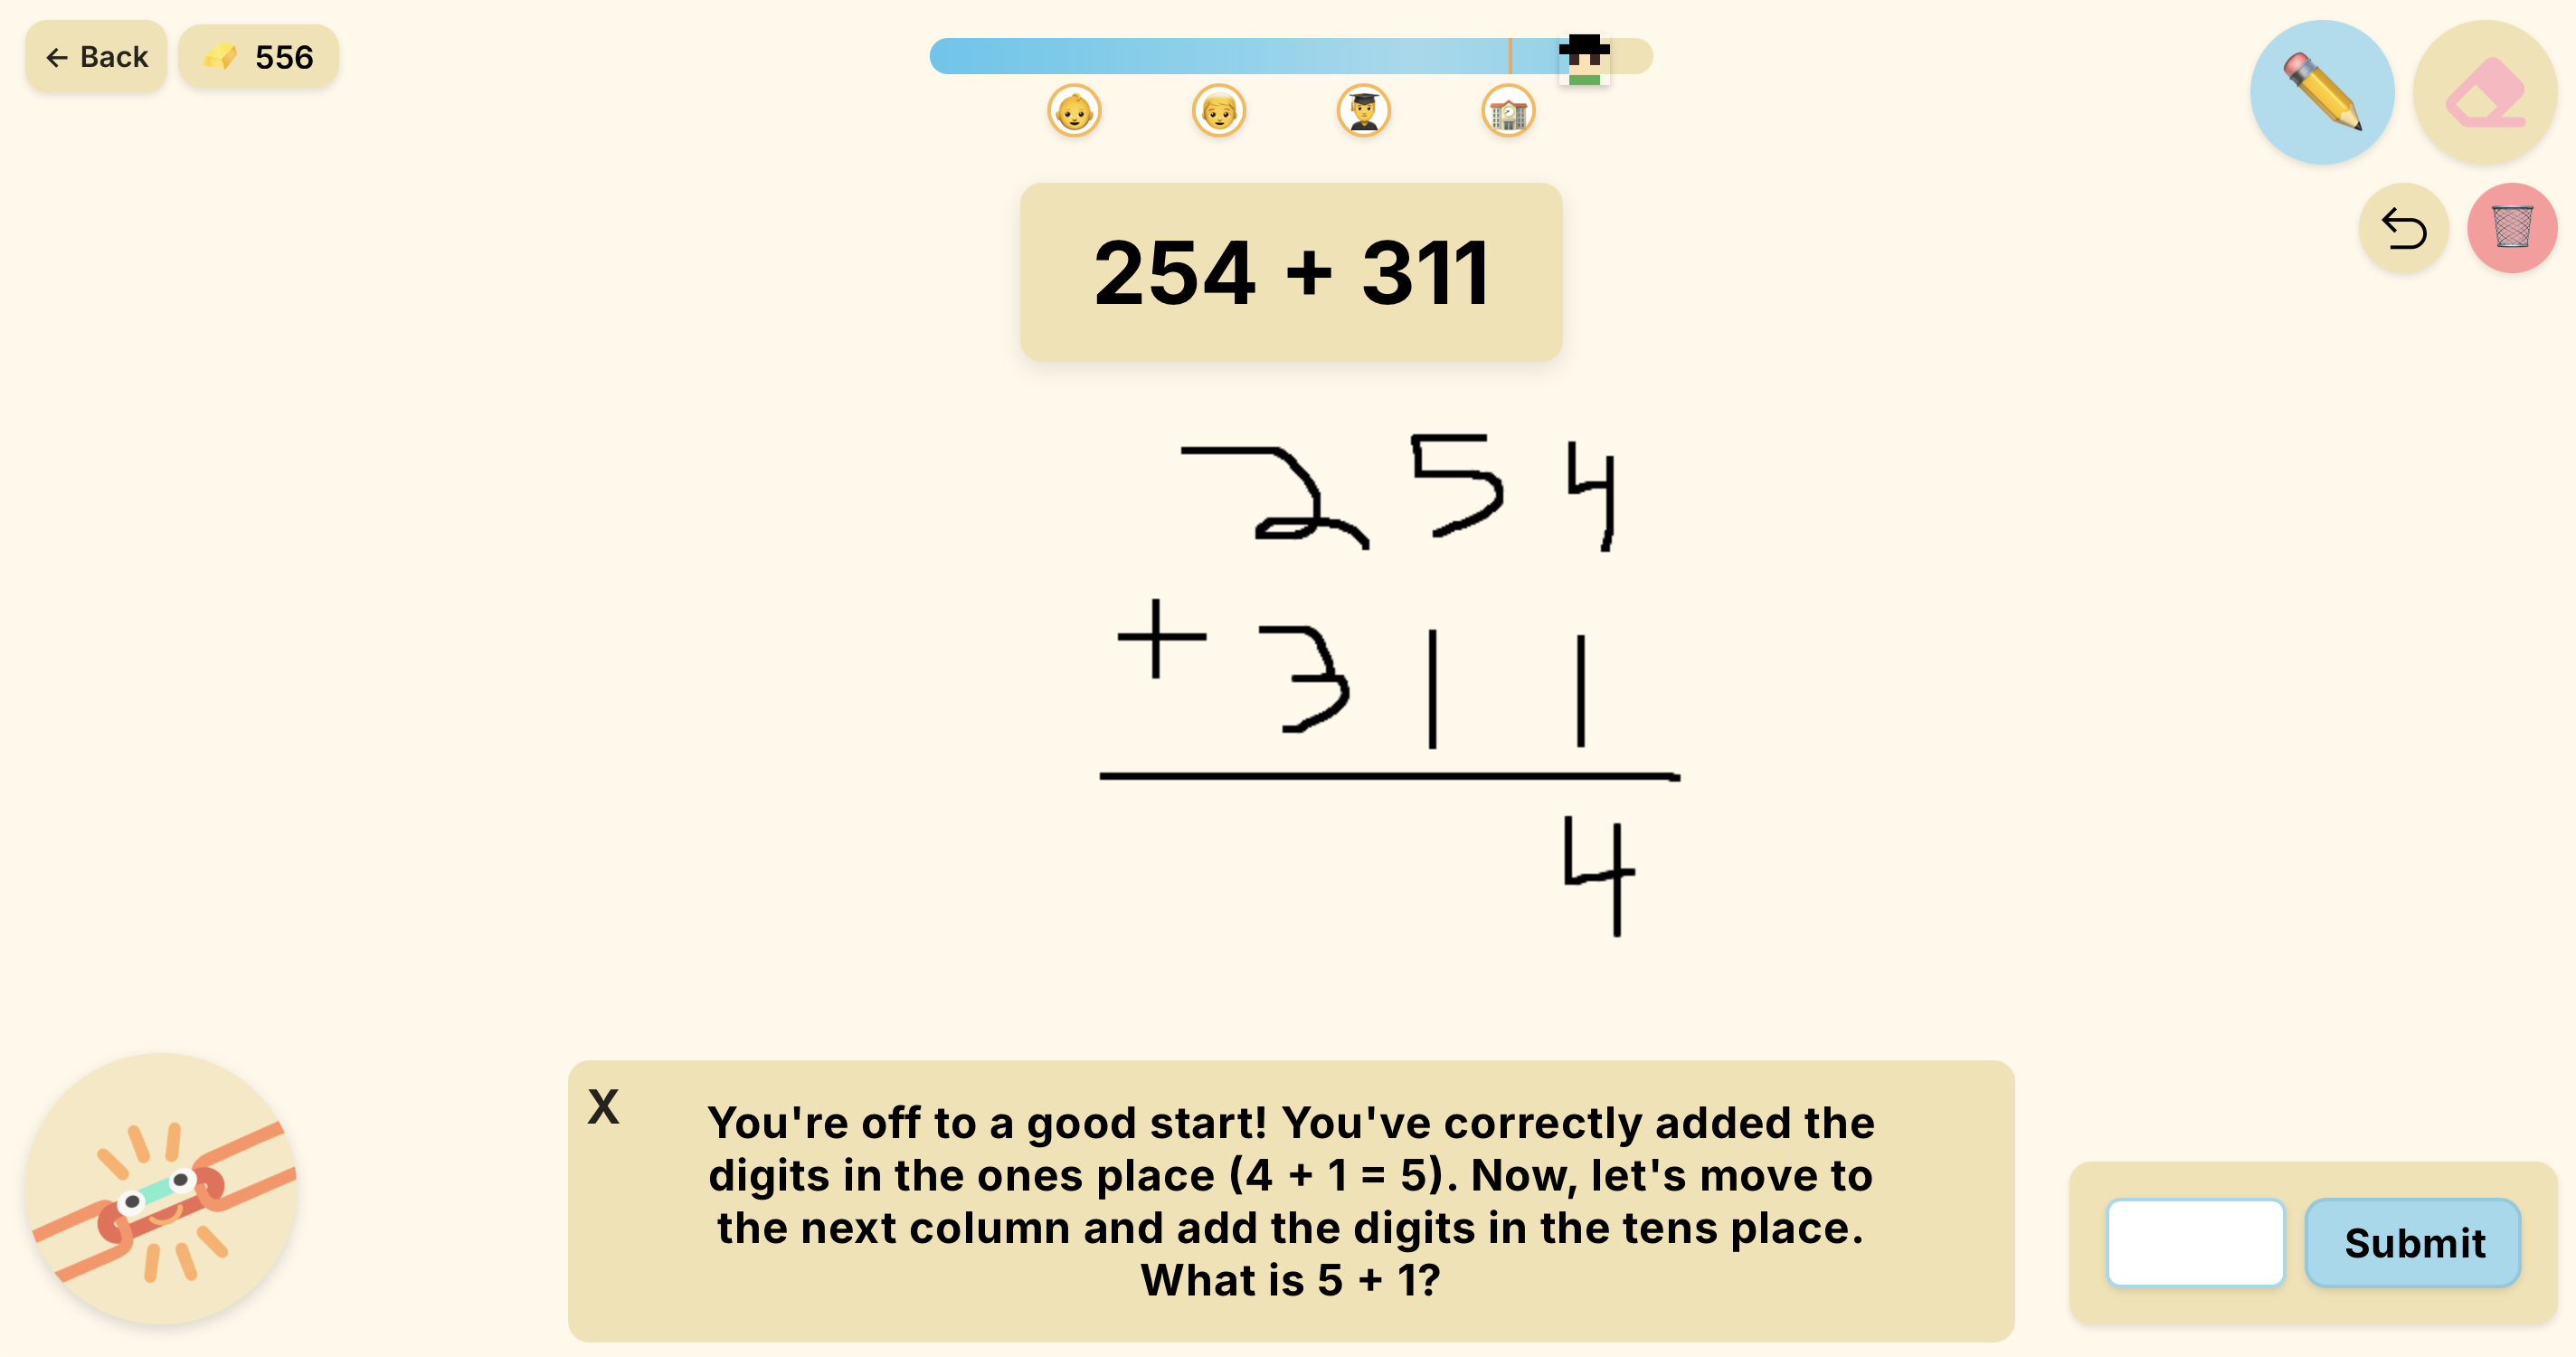 ← Back
556
254 + 311
254
+ 311
4
X
You're off to a good start! You've correctly added the
digits in the ones place (4 + 1 = 5). Now, let's move to
the next column and add the digits in the tens place.
What is 5 + 1?
Submit